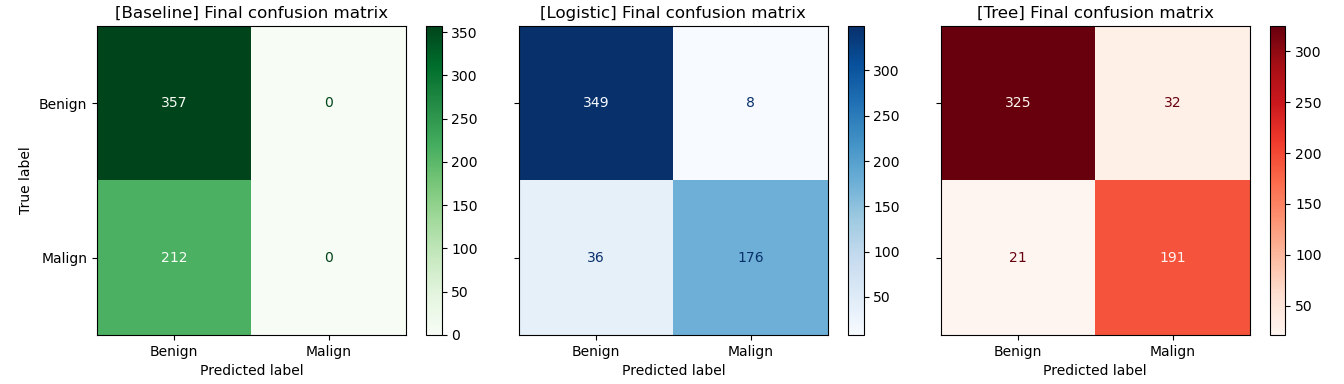 [Baseline] Final confusion matrix
True label
Benign
Malign
357
0
212
0
Benign
Malign
Predicted label
350
300
250
200
150
100
50
0
[Logistic] Final confusion matrix
349
8
36
176
Benign
Malign
Predicted label
300
250
200
150
100
50
[Tree] Final confusion matrix
325
32
21
191
Benign
Malign
Predicted label
300
250
200
150
100
50